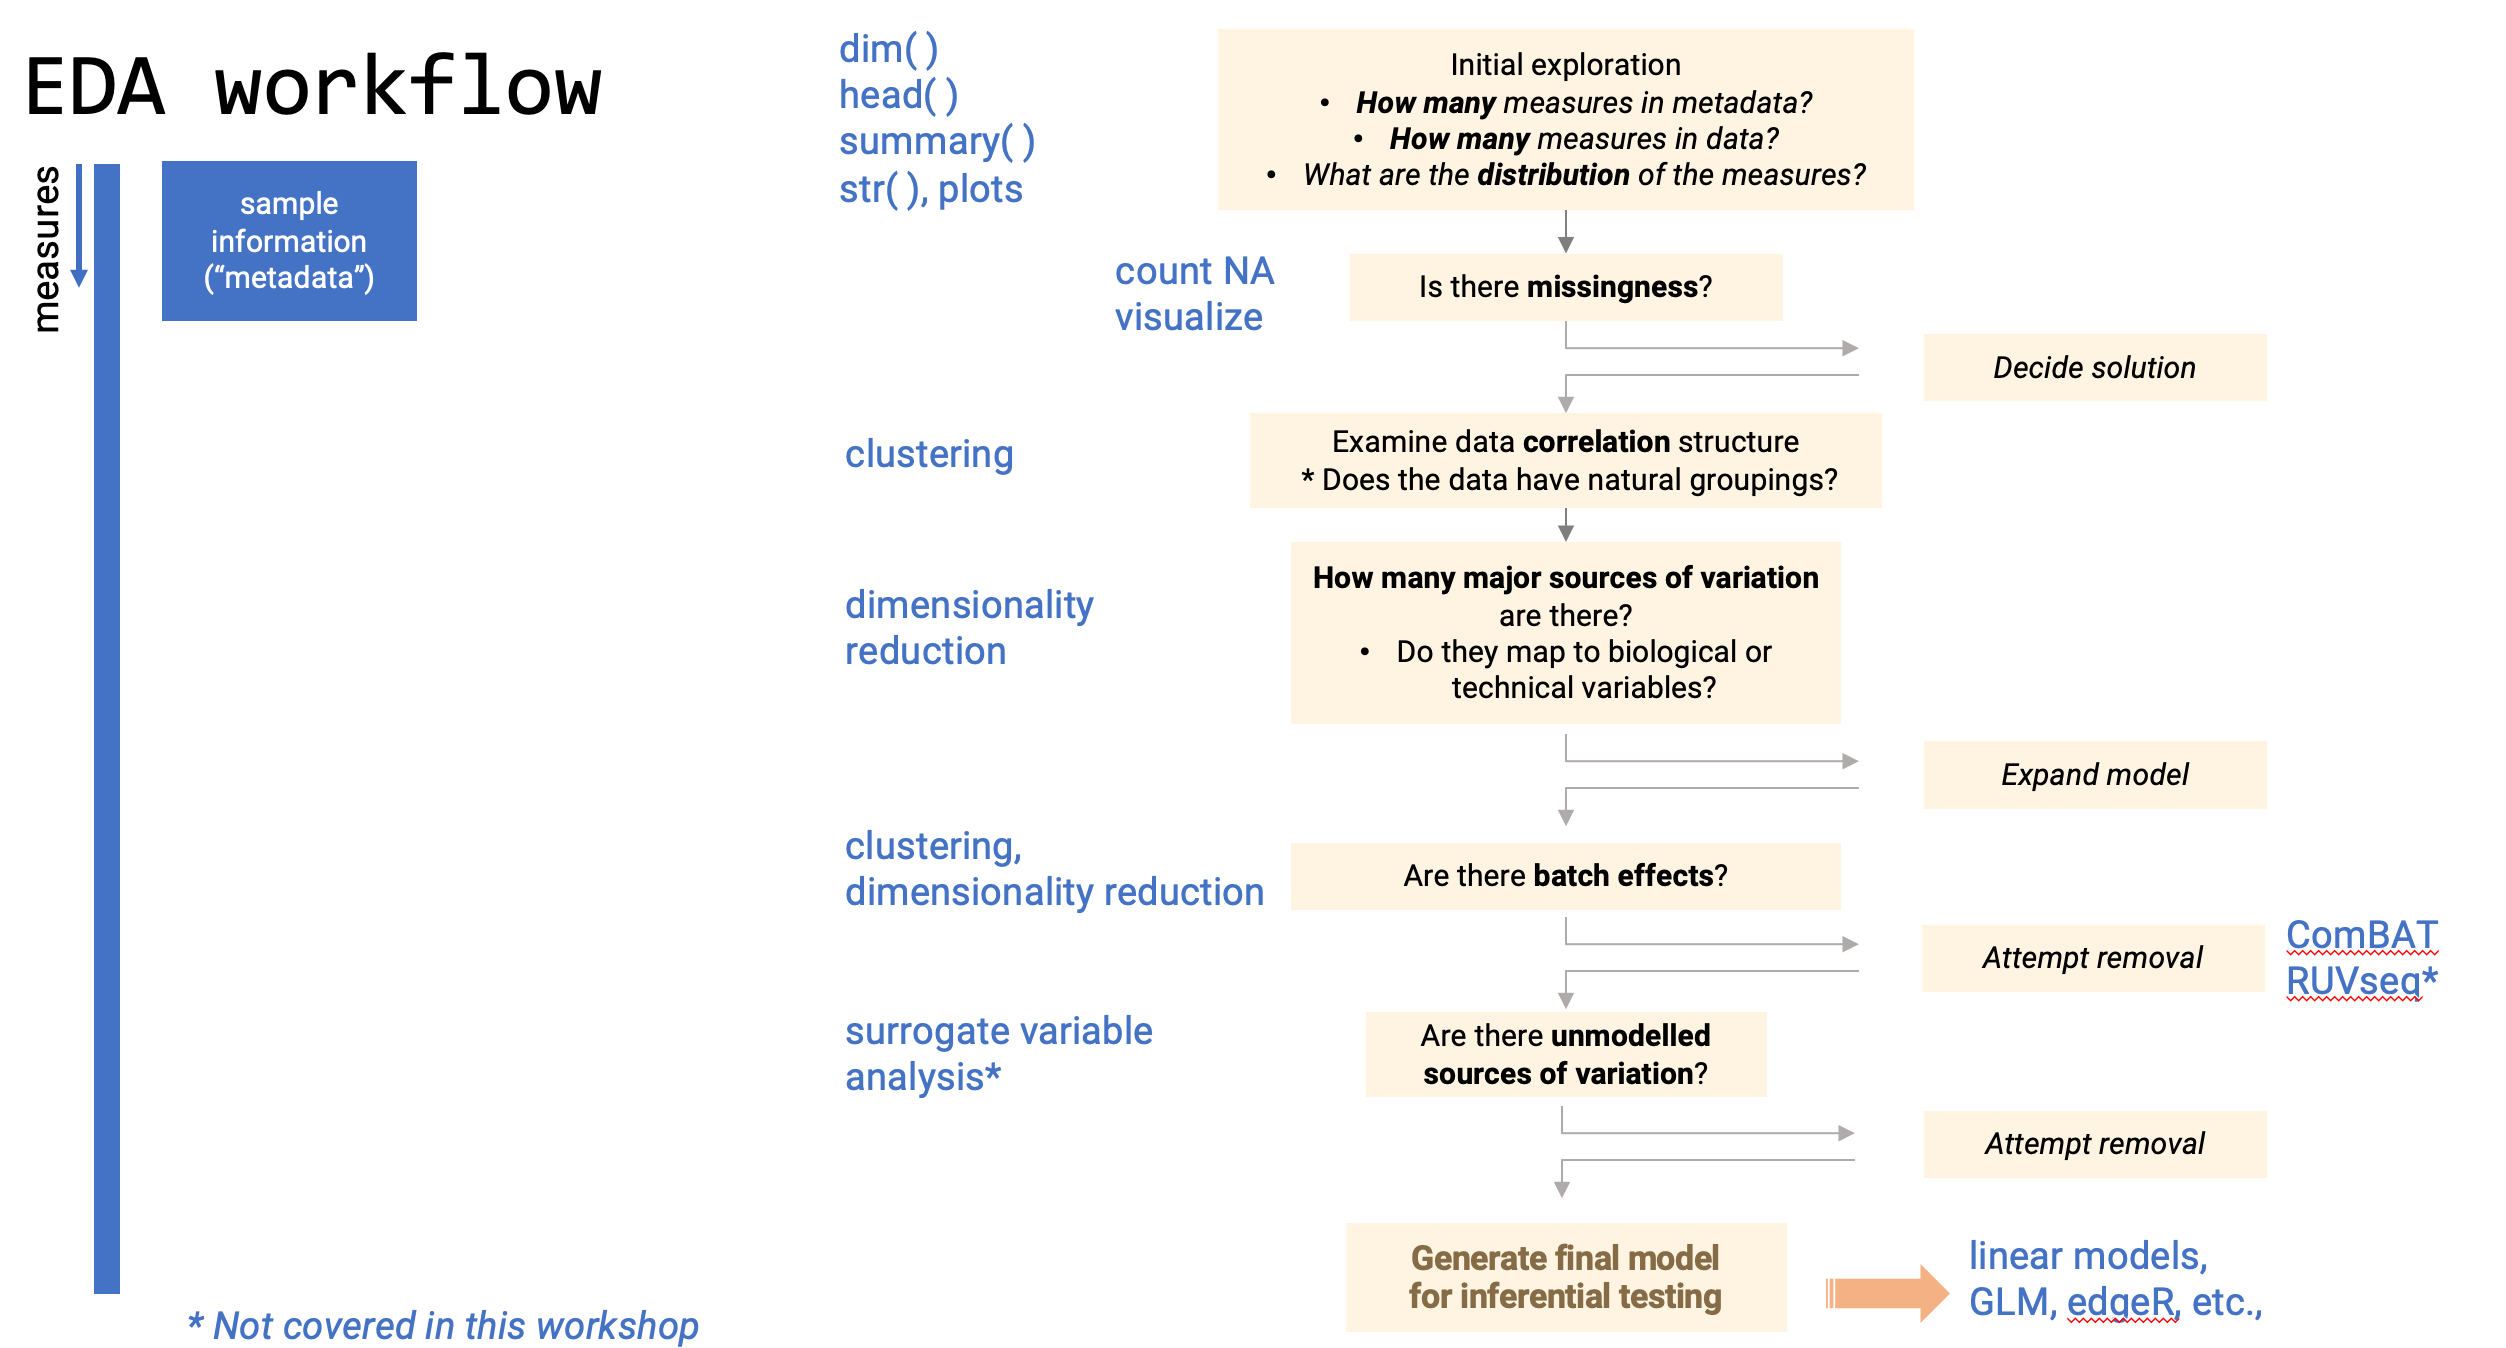 EDA workflow
measures
sample
information
(“metadata”)
dim( )
head( )
summary( )
str( ), plots
Initial exploration
• How many measures in metadata?
• How many measures in data?
• What are the distribution of the measures?
count NA
visualize
Is there missingness?
Decide solution
clustering
Examine data correlation structure
* Does the data have natural groupings?
dimensionality
reduction
How many major sources of variation
are there?
• Do they map to biological or
technical variables?
Expand model
clustering,
dimensionality reduction
Are there batch effects?
Attempt removal
ComBAT
RUVseq*
surrogate variable
analysis*
Are there unmodelled
sources of variation?
Attempt removal
Generate final model
for inferential testing
linear models,
GLM, edgeR, etc.,
* Not covered in this workshop